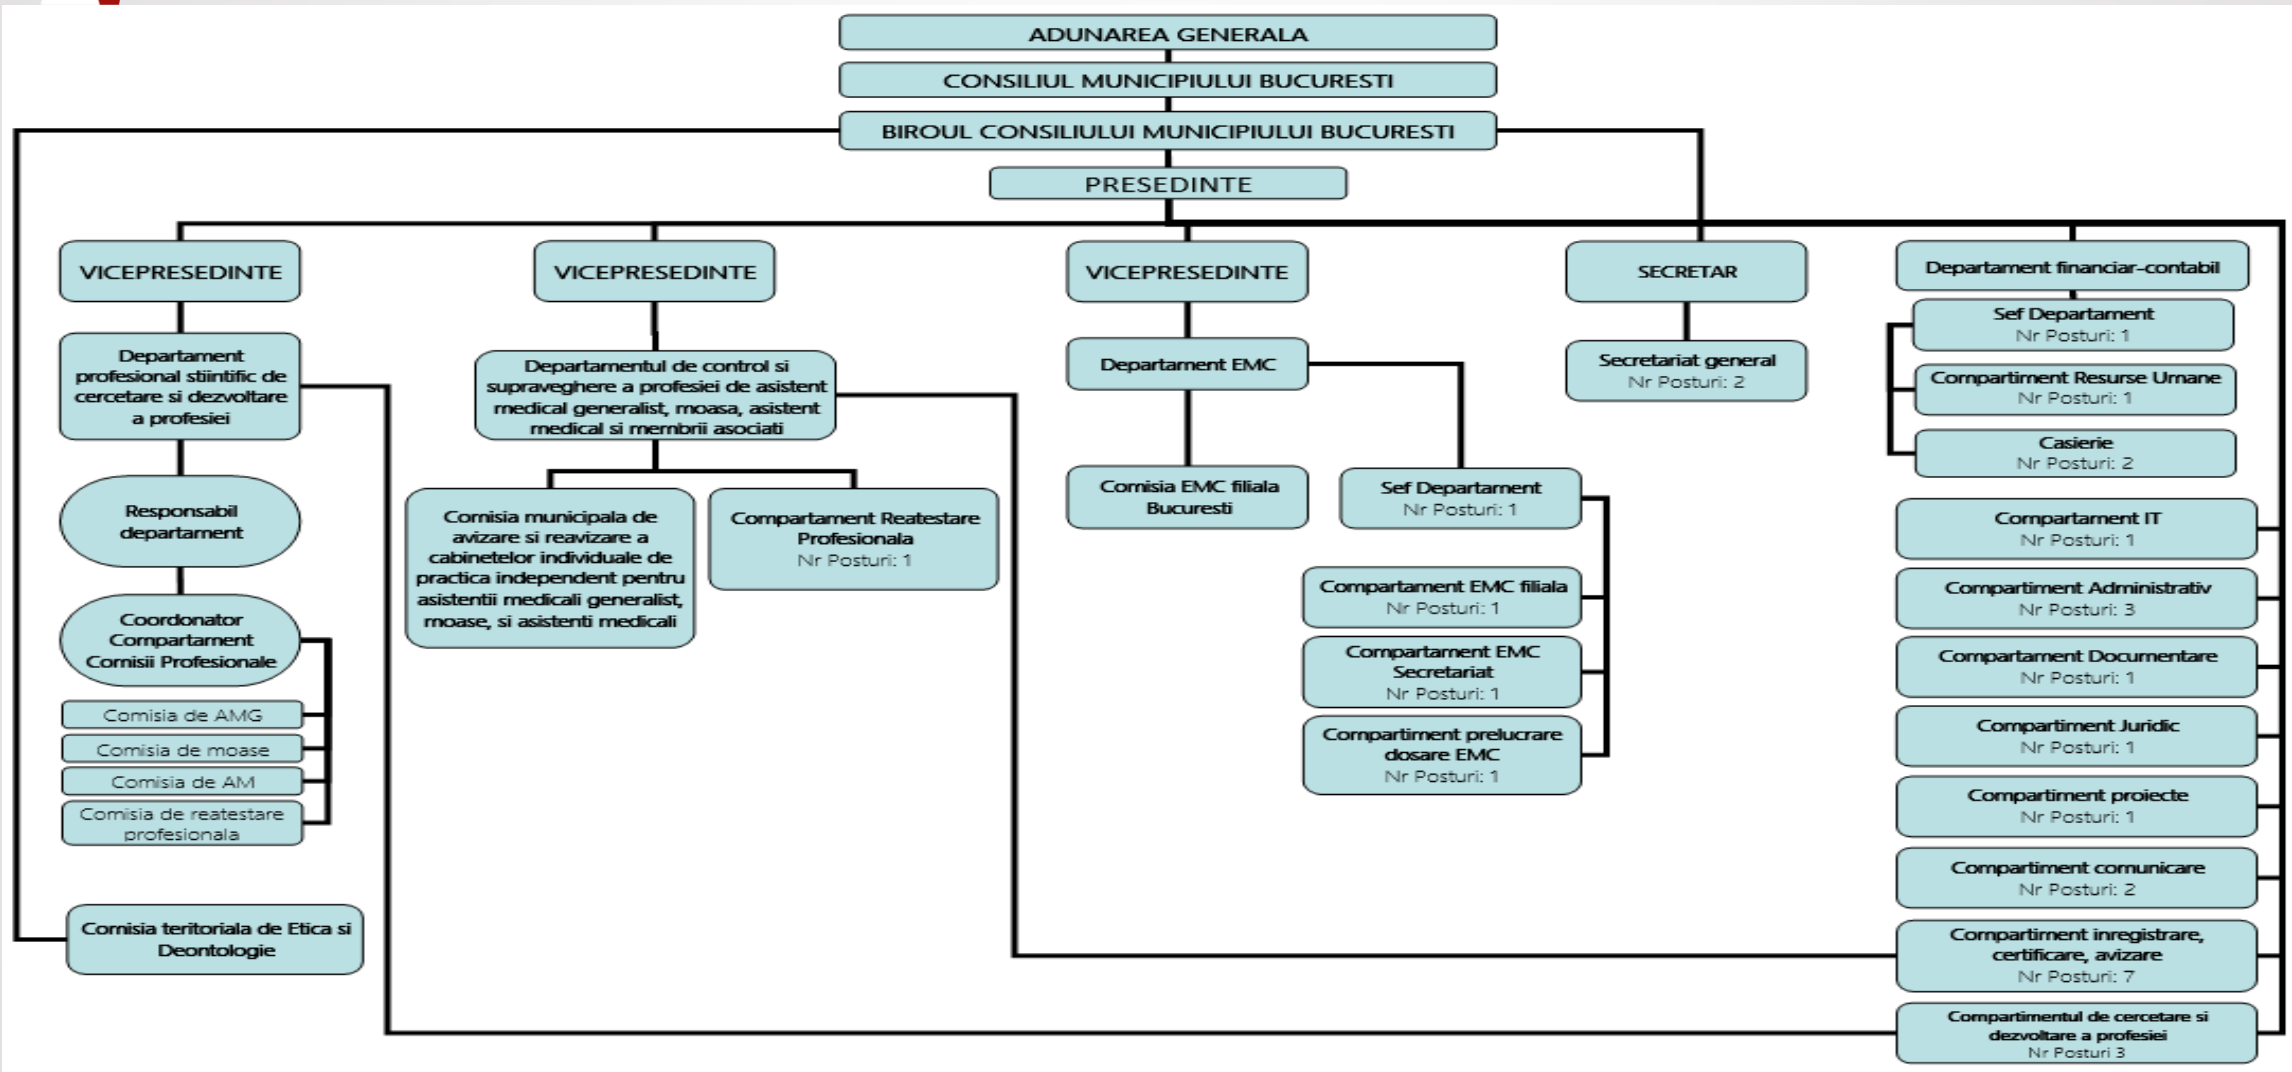 ADUNAREA GENERALA
CONSILIUL MUNICIPIULUI BUCURESTI
BIROUL CONSILIULUI MUNICIPIULUI BUCURESTI
PRESEDINTE
VICEPRESEDINTE
Departament
profesional stiintific de
cercetare si dezvoltare
a profesiei
Responsabil
departament
Coordonator
Compartament
Comisii Profesionale
Comisia de AMG
Comisia de moase
Comisia de AM
Comisia de reatestare
profesionala
Comisia teritoriala de Etica si
Deontologie
VICEPRESEDINTE
Departamentul de control si
supraveghere a profesiei de asistent
medical generalist, moasa, asistent
medical si membrii asociati
Comisia municipala de
avizare si reavizare a
cabinetelor individuale de
practica independent pentru
asistentii medicali generalist,
moase, si asistenti medicali
Compartament Reatestare
Profesionala
Nr Posturi: 1
VICEPRESEDINTE
Departament EMC
Comisia EMC filiala
Bucuresti
Sef Departament
Nr Posturi: 1
Compartament EMC filiala
Nr Posturi: 1
Compartament EMC
Secretariat
Nr Posturi: 1
Compartiment prelucrare
dosare EMC
Nr Posturi: 1
SECRETAR
Secretariat general
Nr Posturi: 2
Departament financiar-contabil
Sef Departament
Nr Posturi: 1
Compartiment Resurse Umane
Nr Posturi: 1
Casierie
Nr Posturi: 2
Compartament IT
Nr Posturi: 1
Compartiment Administrativ
Nr Posturi: 3
Compartament Documentare
Nr Posturi: 1
Compartiment Juridic
Nr Posturi: 1
Compartiment proiecte
Nr Posturi: 1
Compartiment comunicare
Nr Posturi: 2
Compartiment inregistrare,
certificare, avizare
Nr Posturi: 7
Compartimentul de cercetare si
dezvoltare a profesiei
Nr Posturi 3